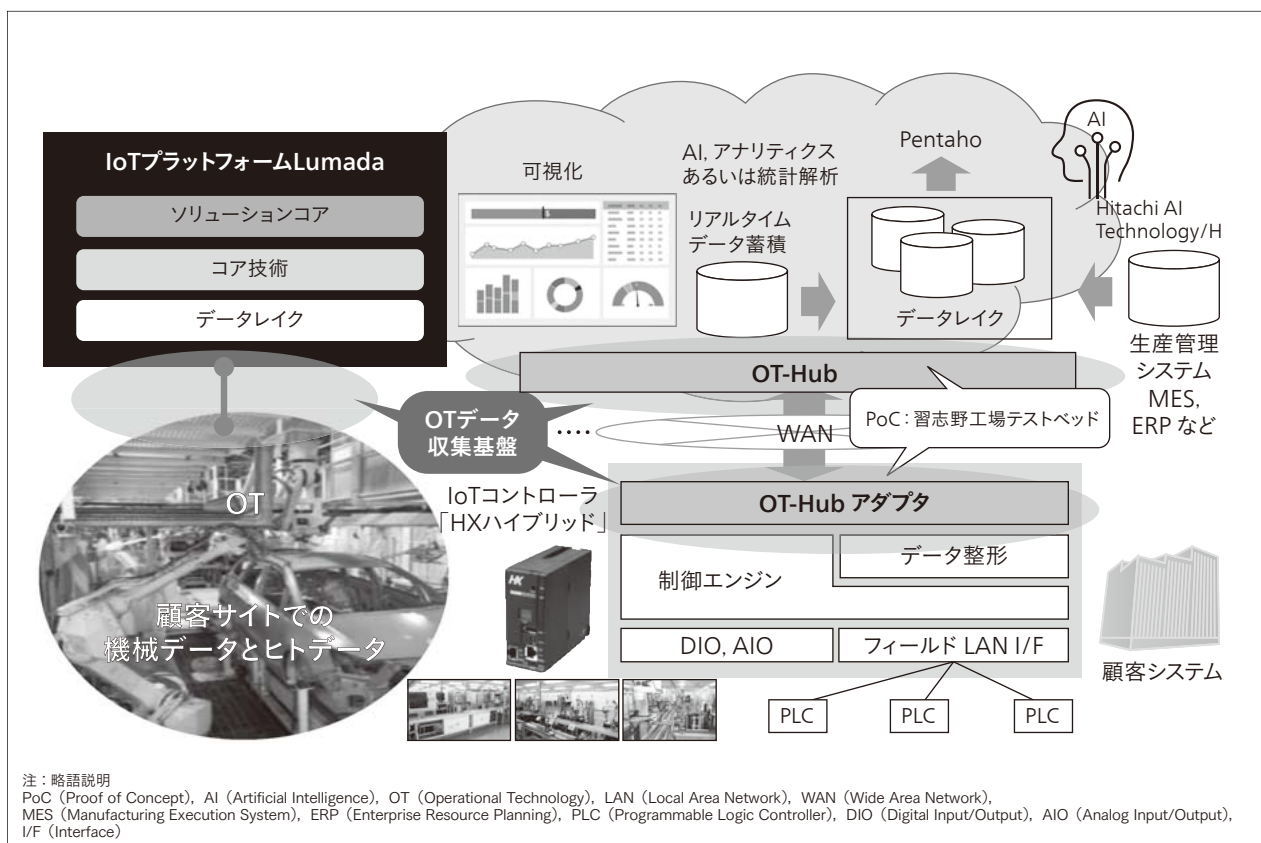 IoTプラットフォームLumada
ソリューションコア
コア技術
データレイク
可視化
AI, アナリティクス
あるいは統計解析
リアルタイム
データ蓄積
Pentaho
データレイク
AI
Hitachi AI
Technology/H
生産管理
システム
MES,
ERP など
OT-Hub
OTデータ
収集基盤
WAN
PoC：習志野工場テストベッド
OT
顧客サイトでの
機械データとヒトデータ
IoTコントローラ
「HXハイブリッド」
OT-Hub アダプタ
制御エンジン
データ整形
DIO, AIO
フィールド LAN I/F
PLC
PLC
PLC
顧客システム
注：略語説明
PoC（Proof of Concept），AI（Artificial Intelligence），OT（Operational Technology），LAN（Local Area Network），WAN（Wide Area Network），
MES（Manufacturing Execution System），ERP（Enterprise Resource Planning），PLC（Programmable Logic Controller），DIO（Digital Input/Output），AIO（Analog Input/Output），
I/F（Interface）